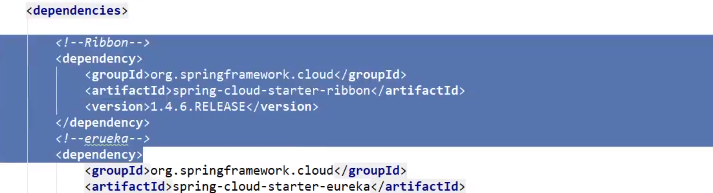 <dependencies>
<!--Ribbon-->
<dependency>
<groupId>org.springframework.cloud</groupId>
<artifactId>spring-cloud-starter-ribbon</artifactId>
<version>1.4.6.RELEASE</version>
</dependency>
<!--erueka-->
<dependency>
<groupId>org.springframework.cloud</groupId>
<artifactId>spring-cloud-starter-eureka</artifactId>